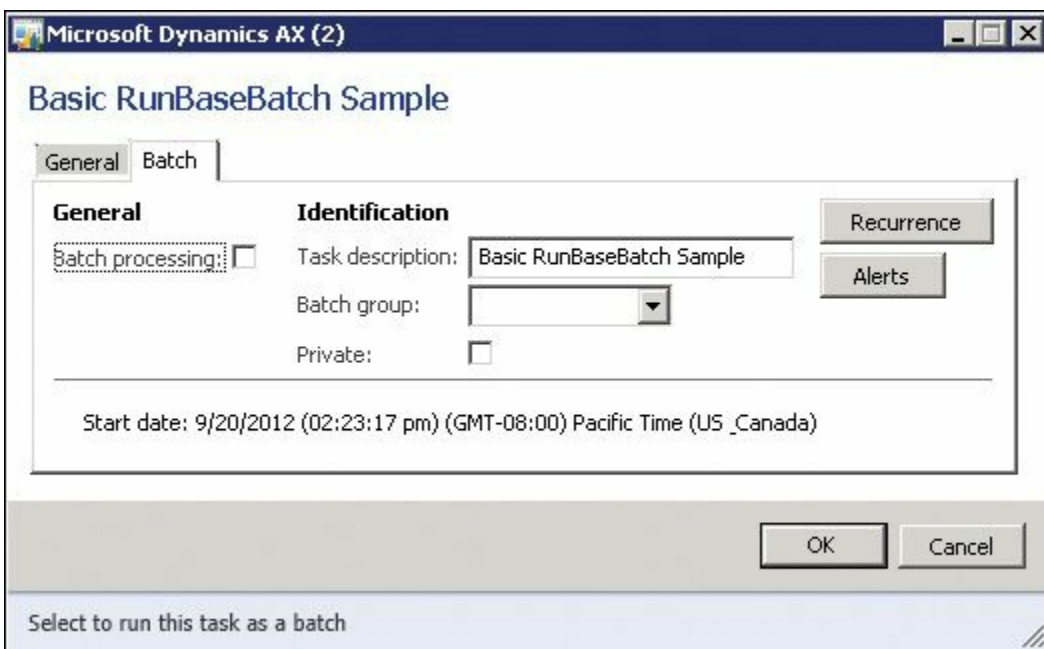 Microsoft Dynamics AX (2)
Basic RunBaseBatch Sample
General Batch
General
Identification
Recurrence
Batch processing:
Task description: Basic RunBaseBatch Sample
Alerts
Batch group:
Private:
Start date: 9/20/2012 (02:23:17 pm) (GMT-08:00) Pacific Time (US _Canada)
OK Cancel
Select to run this task as a batch